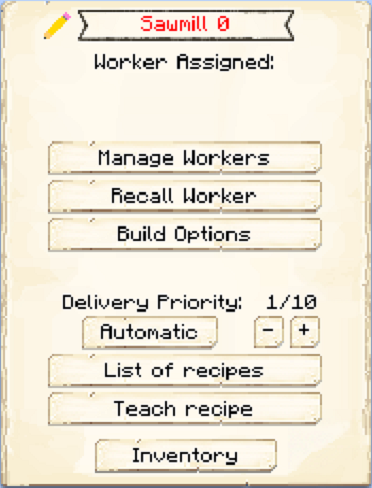 Sawmill 0
Worker Assigned:
Manage Workers
Recall Worker
Build Options
Delivery Priority: 1/10
Automatic - +
List of recipes
Teach recipe
Inventory